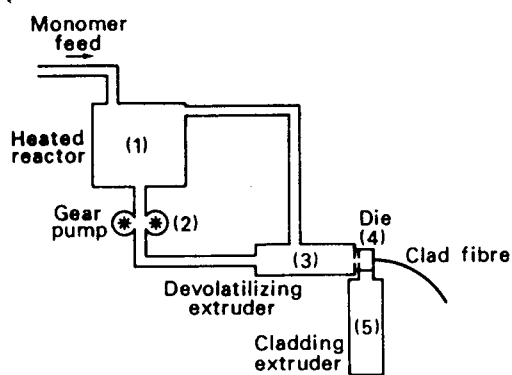 Monomer
feed
Heated
reactor
(1)
Gear
pump
(2)
Die
(4)
(3)
Clad fibre
Devolatilizing
extruder
(5)
Cladding
extruder